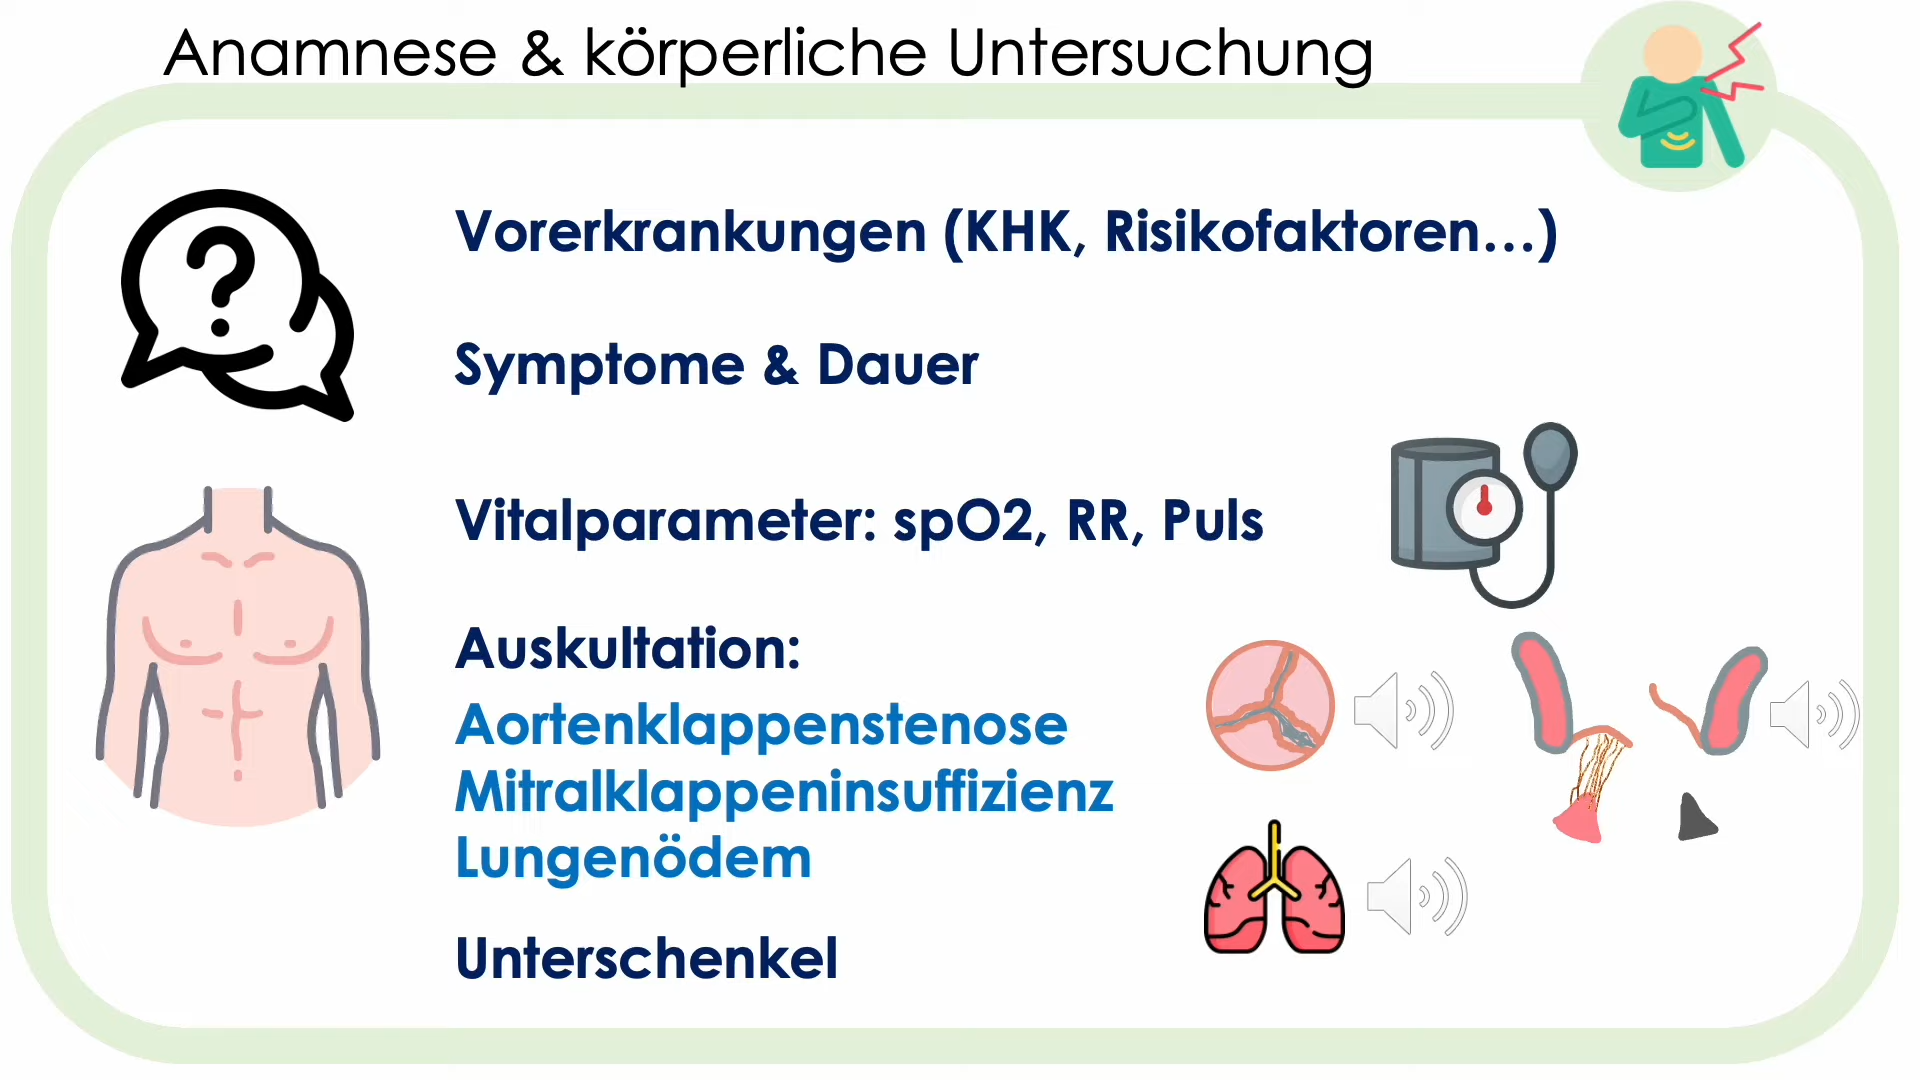 Anamnese & körperliche Untersuchung
Vorerkrankungen (KHK, Risikofaktoren...)
Symptome & Dauer
Vitalparameter: spO2, RR, Puls
Auskultation:
Aortenklappenstenose
Mitralklappeninsuffizienz
Lungenödem
Unterschenkel